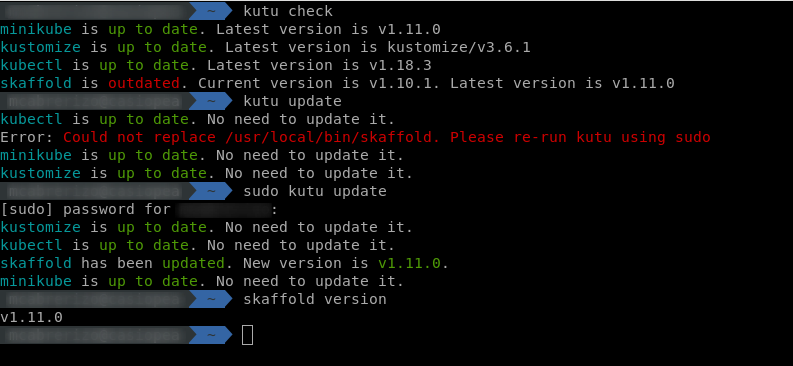 ~ kutu check
minikube is up to date. Latest version is v1.11.0
kustomize is up to date. Latest version is kustomize/v3.6.1
kubectl is up to date. Latest version is v1.18.3
skaffold is outdated. Current version is v1.10.1. Latest version is v1.11.0
~ kutu update
kubectl is up to date. No need to update it.
Error: Could not replace /usr/local/bin/skaffold. Please re-run kutu using sudo
minikube is up to date. No need to update it.
kustomize is up to date. No need to update it.
~ sudo kutu update
[sudo] password for :
kustomize is up to date. No need to update it.
kubectl is up to date. No need to update it.
skaffold has been updated. New version is v1.11.0.
minikube is up to date. No need to update it.
~ skaffold version
v1.11.0
~